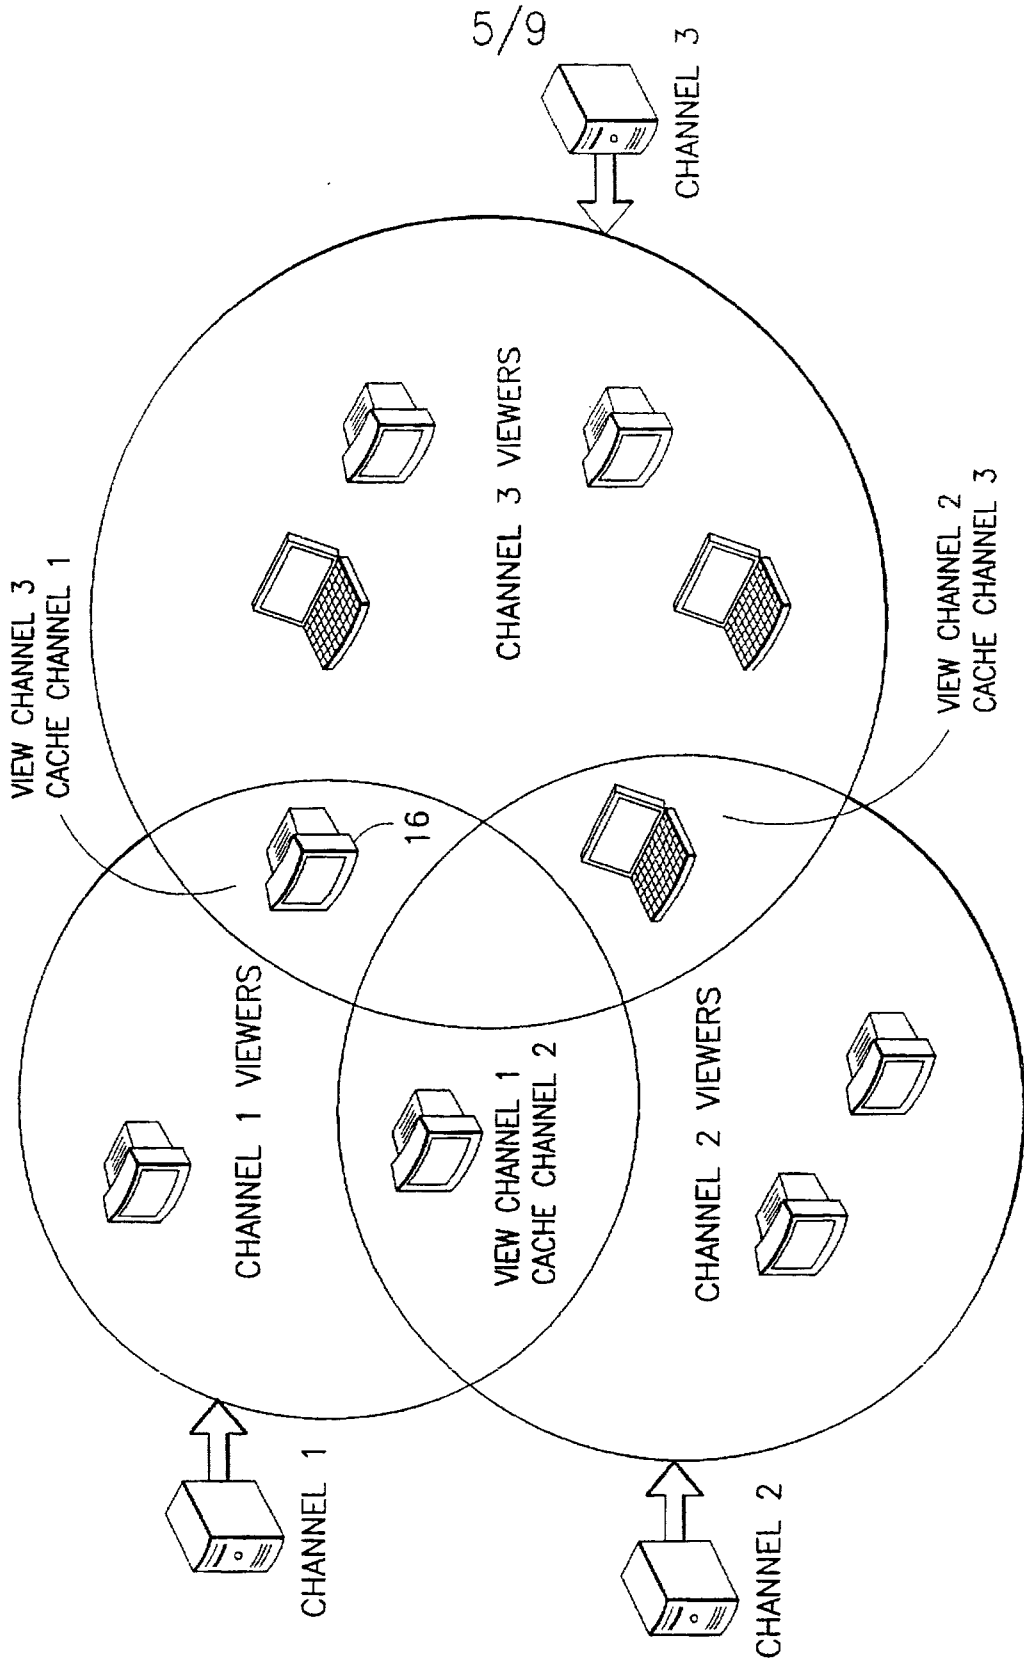 5/9
VIEW CHANNEL 3
CACHE CHANNEL 1
16
CHANNEL 1
CHANNEL 1 VIEWERS
VIEW CHANNEL 1
CACHE CHANNEL 2
CHANNEL 3 VIEWERS
CHANNEL 3
CHANNEL 2
CHANNEL 2 VIEWERS
VIEW CHANNEL 2
CACHE CHANNEL 3